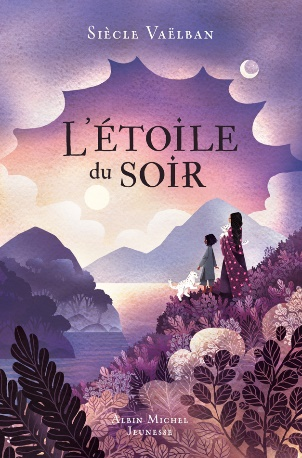 Siècle Vaëlban
L'ÉTOILE
du SOIR
Albin Michel
Jeunesse